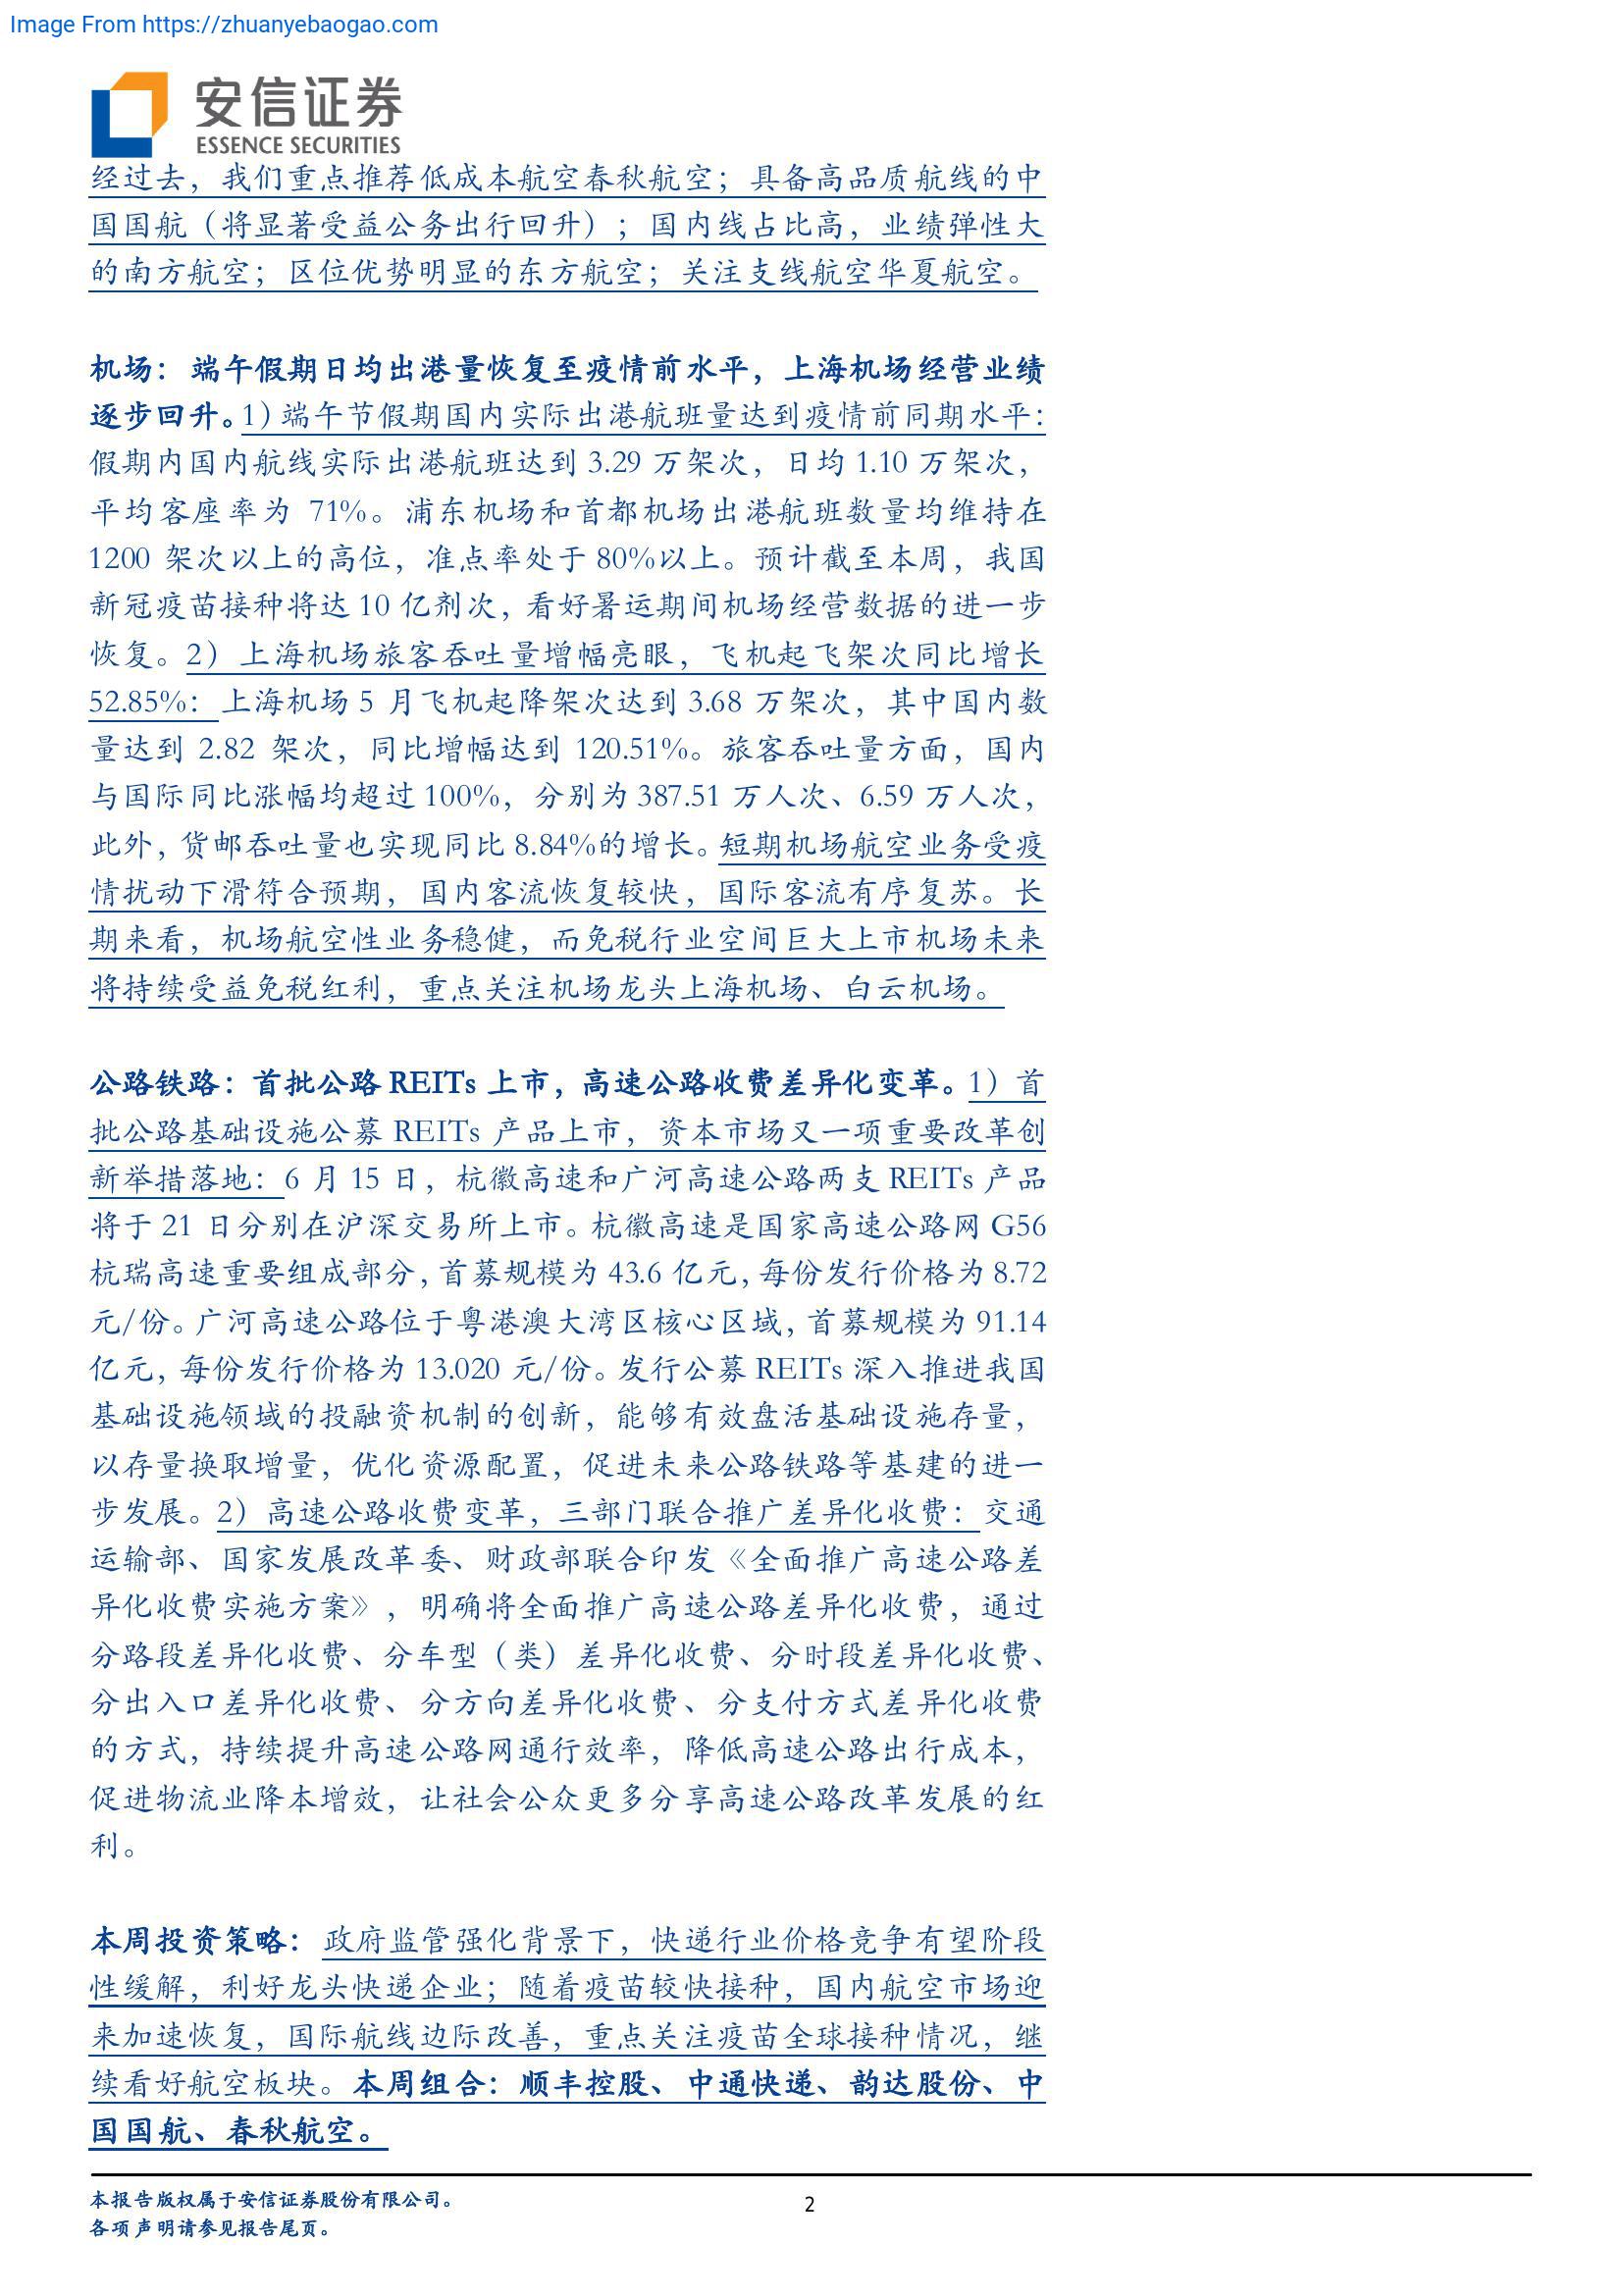 Image From https://zhuanyebaogao.com
安信证券
ESSENCE SECURITIES
经过去，我们重点推荐低成本航空春秋航空；具备高品质航线的中
国国航（将显著受益公务出行回升）；国内线占比高，业绩弹性大
的南方航空；区位优势明显的东方航空；关注支线航空华夏航空。
机场：端午假期日均出港量恢复至疫情前水平，上海机场经营业绩
逐步回升。1）端午节假期国内实际出港航班量达到疫情前同期水平：
假期内国内航线实际出港航班达到 3.29 万架次，日均 1.10 万架次，
平均客座率为 71%。浦东机场和首都机场出港航班数量均维持在
1200 架次以上的高位，准点率处于 80%以上。预计截至本周，我国
新冠疫苗接种将达 10 亿剂次，看好暑运期间机场经营数据的进一步
恢复。2）上海机场旅客吞吐量增幅亮眼，飞机起飞架次同比增长
52.85%：上海机场 5 月飞机起降架次达到 3.68 万架次，其中国内数
量达到 2.82 架次，同比增幅达到 120.51%。旅客吞吐量方面，国内
与国际同比涨幅均超过 100%，分别为 387.51 万人次、6.59 万人次，
此外，货邮吞吐量也实现同比 8.84%的增长。短期机场航空业务受疫
情扰动下滑符合预期，国内客流恢复较快，国际客流有序复苏。长
期来看，机场航空性业务稳健，而免税行业空间巨大上市机场未来
将持续受益免税红利，重点关注机场龙头上海机场、白云机场。
公路铁路：首批公路 REITs 上市，高速公路收费差异化变革。1）首
批公路基础设施公募 REITs 产品上市，资本市场又一项重要改革创
新举措落地：6 月 15 日，杭徽高速和广河高速公路两支 REITs 产品
将于 21 日分别在沪深交易所上市。杭徽高速是国家高速公路网 G56
杭瑞高速重要组成部分，首募规模为 43.6 亿元，每份发行价格为 8.72
元/份。广河高速公路位于粤港澳大湾区核心区域，首募规模为 91.14
亿元，每份发行价格为 13.020 元/份。发行公募 REITs 深入推进我国
基础设施领域的投融资机制的创新，能够有效盘活基础设施存量，
以存量换取增量，优化资源配置，促进未来公路铁路等基建的进一
步发展。2）高速公路收费变革，三部门联合推广差异化收费：交通
运输部、国家发展改革委、财政部联合印发《全面推广高速公路差
异化收费实施方案》，明确将全面推广高速公路差异化收费，通过
分路段差异化收费、分车型（类）差异化收费、分时段差异化收费、
分出入口差异化收费、分方向差异化收费、分支付方式差异化收费
的方式，持续提升高速公路网通行效率，降低高速公路出行成本，
促进物流业降本增效，让社会公众更多分享高速公路改革发展的红
利。
本周投资策略：政府监管强化背景下，快递行业价格竞争有望阶段
性缓解，利好龙头快递企业；随着疫苗较快接种，国内航空市场迎
来加速恢复，国际航线边际改善，重点关注疫苗全球接种情况，继
续看好航空板块。本周组合：顺丰控股、中通快递、韵达股份、中
国国航、春秋航空。
本报告版权属于安信证券股份有限公司。
2
各项声明请参见报告尾页。